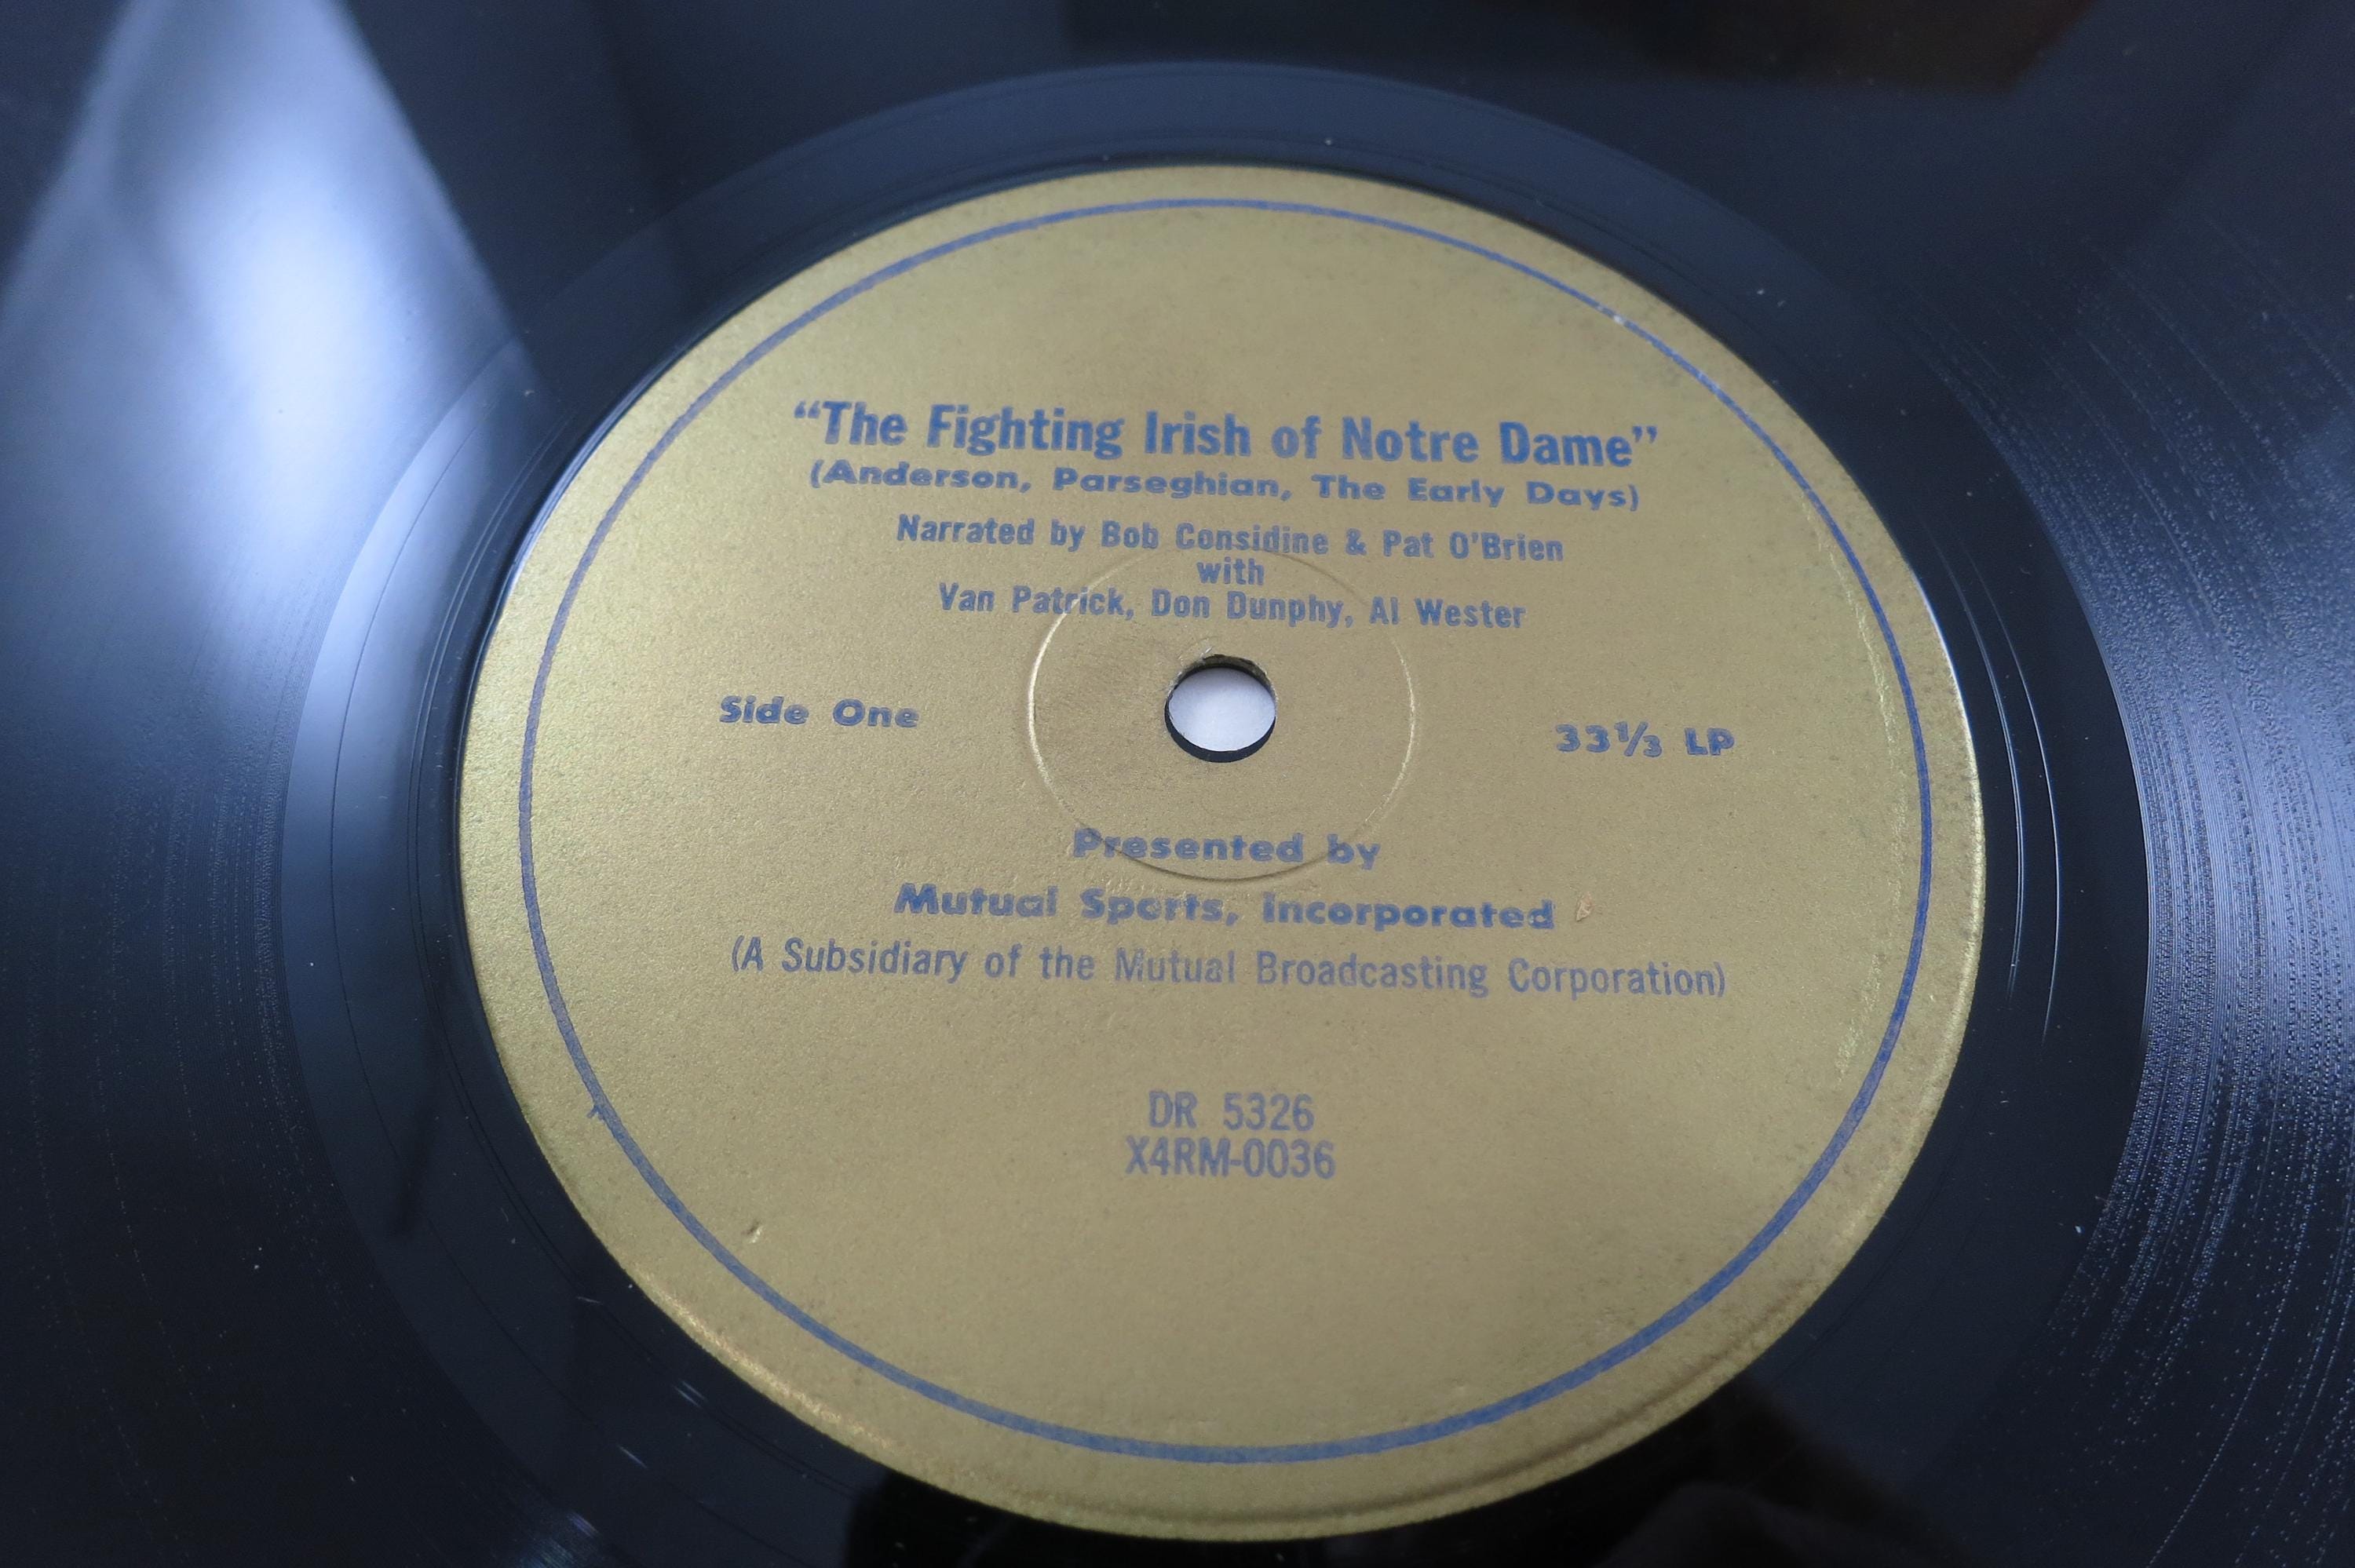 “The Fighting Irish of Notre Dame”
(Anderson, Parseghian, The Early Days)
Narrated by Bob Considine & Pat O'Brien
with
Van Patrick, Don Dunphy, Al Wester
Side One
33⅓ LP
Presented by
Mutual Sports, Incorporated
(A Subsidiary of the Mutual Broadcasting Corporation)
DR 5326
X4RM-0036